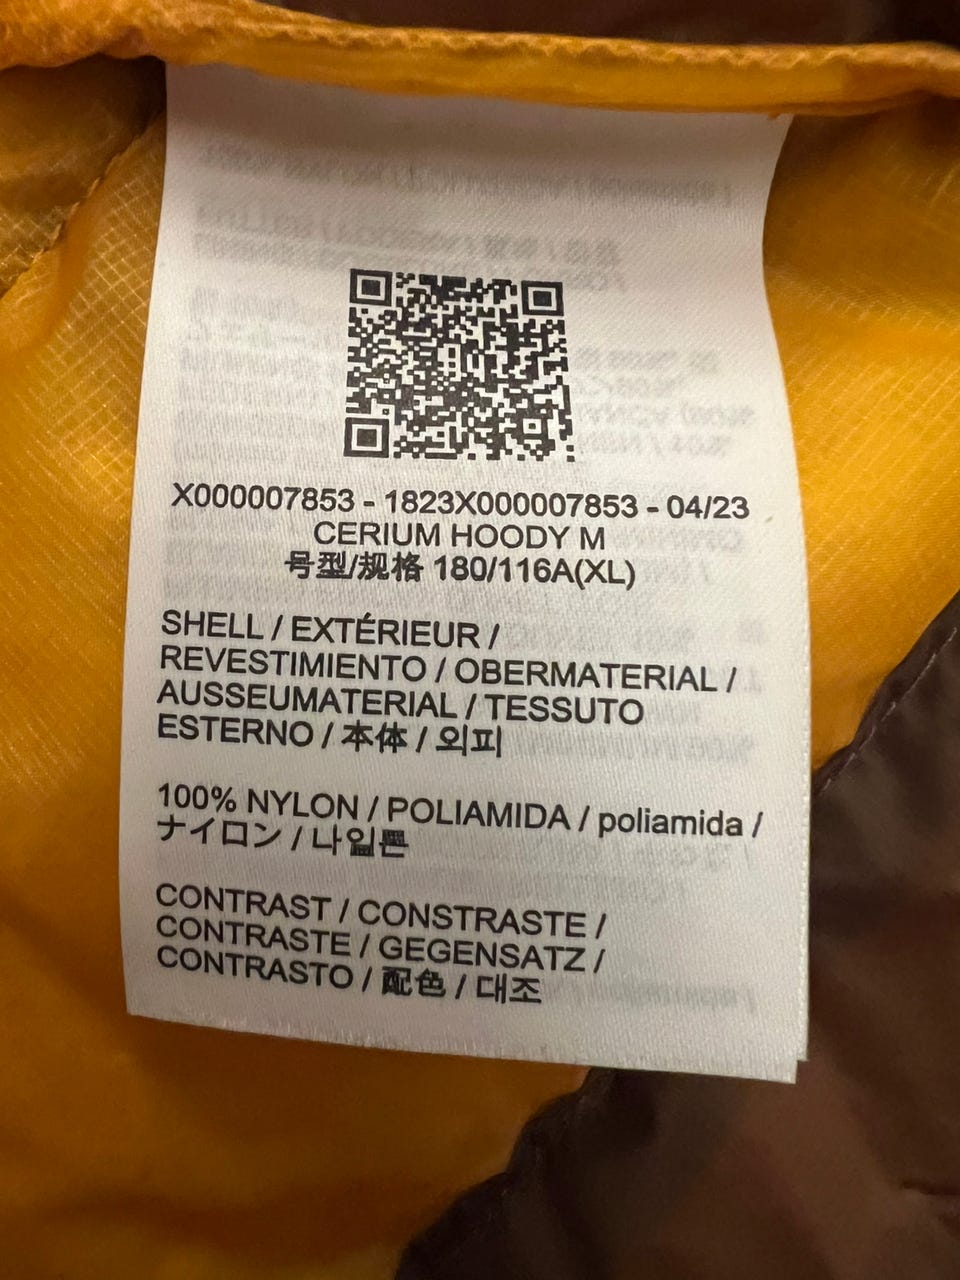 X000007853 - 1823X000007853 - 04/23
CERIUM HOODY M
号型/规格 180/116A(XL)
SHELL / EXTÉRIEUR /
REVESTIMIENTO / OBERMATERIAL /
AUSSEUMATERIAL / TESSUTO
ESTERNO / 本体 / 외피
100% NYLON / POLIAMIDA / poliamida /
ナイロン / 나일론
CONTRAST / CONSTRASTE /
CONTRASTE / GEGENSATZ /
CONTRASTO / 配色 / 대조